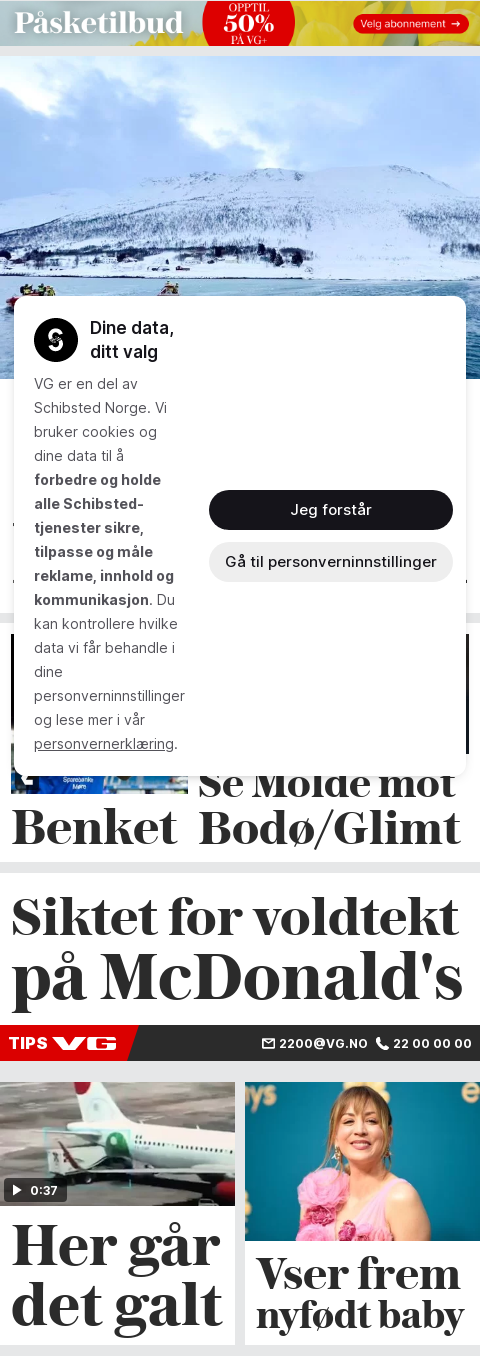 Påsketilbud
OPPTIL
50%
PÅ VG+
Velg abonnement →
Dine data,
ditt valg
VG er en del av
Schibsted Norge. Vi
bruker cookies og
dine data til å
forbedre og holde
alle Schibsted-
tjenester sikre,
tilpasse og måle
reklame, innhold og
kommunikasjon. Du
kan kontrollere hvilke
data vi får behandle i
dine
personverninnstillinger
og lese mer i vår
personvernerklæring.
Jeg forstår
Gå til personverninnstillinger
Sparebanken
Møre
Benket
Se Molde mot
Bodø/Glimt
Siktet for voldtekt
på McDonald's
TIPS VG
2200@VG.NO 22 00 00 00
0:37
Her går
det galt
Vser frem
nyfødt baby